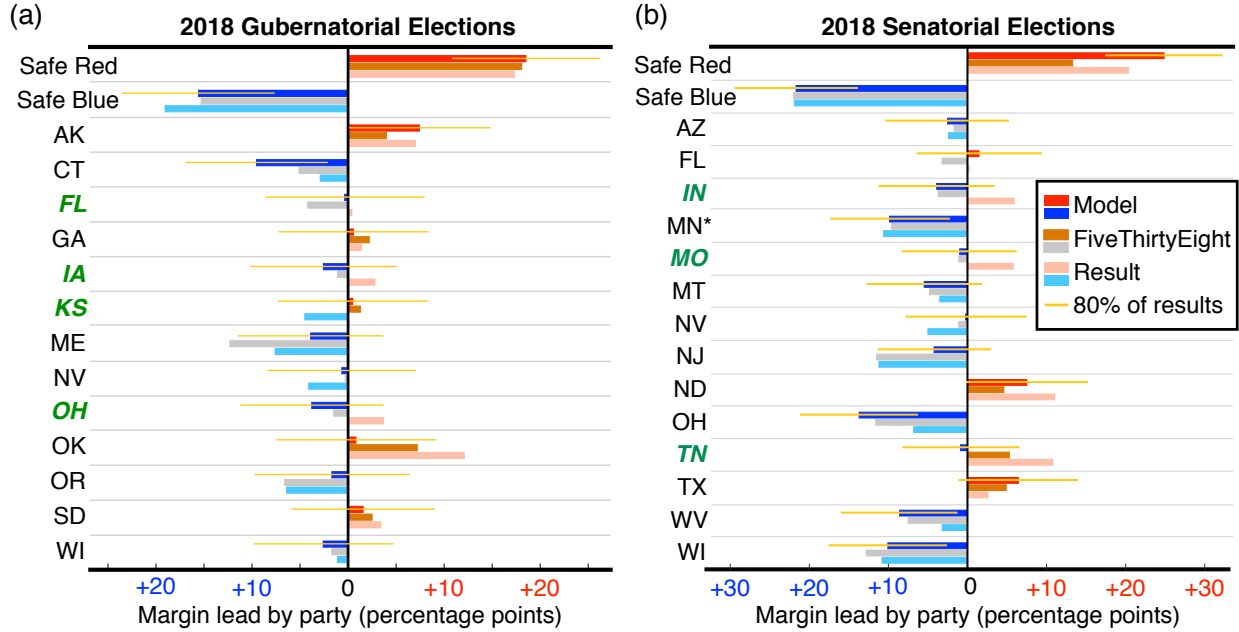 (a)
2018 Gubernatorial Elections
Safe Red
Safe Blue
AK
CT
FL
GA
IA
KS
ME
NV
OH
OK
OR
SD
WI
+20 +10 0 +10 +20
Margin lead by party (percentage points)
(b)
2018 Senatorial Elections
Safe Red
Safe Blue
AZ
FL
IN
MN*
MO
MT
NV
NJ
ND
OH
TN
TX
WV
WI
+30 +20 +10 0 +10 +20 +30
Margin lead by party (percentage points)
Model
FiveThirtyEight
Result
80% of results